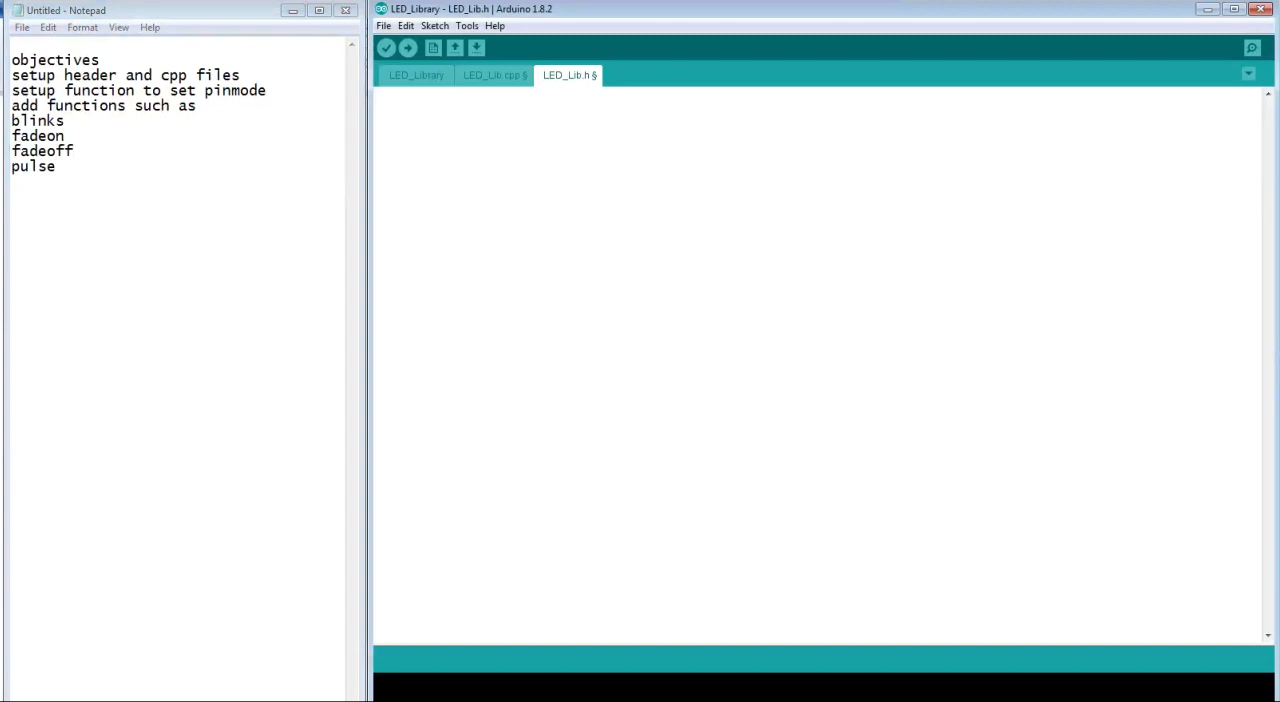 Untitled - Notepad
File Edit Format View Help
objectives
setup header and cpp files
setup function to set pinmode
add functions such as
blinks
fadeon
fadeoff
pulse
LED_Library - LED_Lib.h | Arduino 1.8.2
File Edit Sketch Tools Help
LED_Library LED_Lib.cpp § LED_Lib.h §